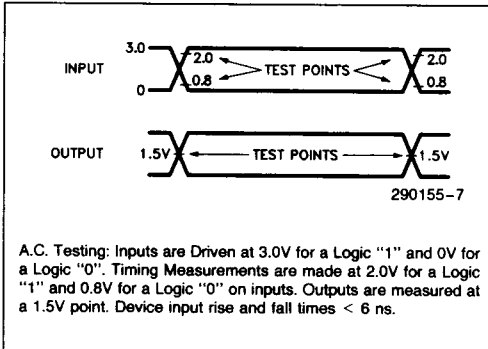 3.0
INPUT 2.0 TEST POINTS 2.0
0.8 0.8
0
OUTPUT 1.5V TEST POINTS 1.5V
290155-7
A.C. Testing: Inputs are Driven at 3.0V for a Logic "1" and 0V for
a Logic "0". Timing Measurements are made at 2.0V for a Logic
"1" and 0.8V for a Logic "0" on inputs. Outputs are measured at
a 1.5V point. Device input rise and fall times < 6 ns.